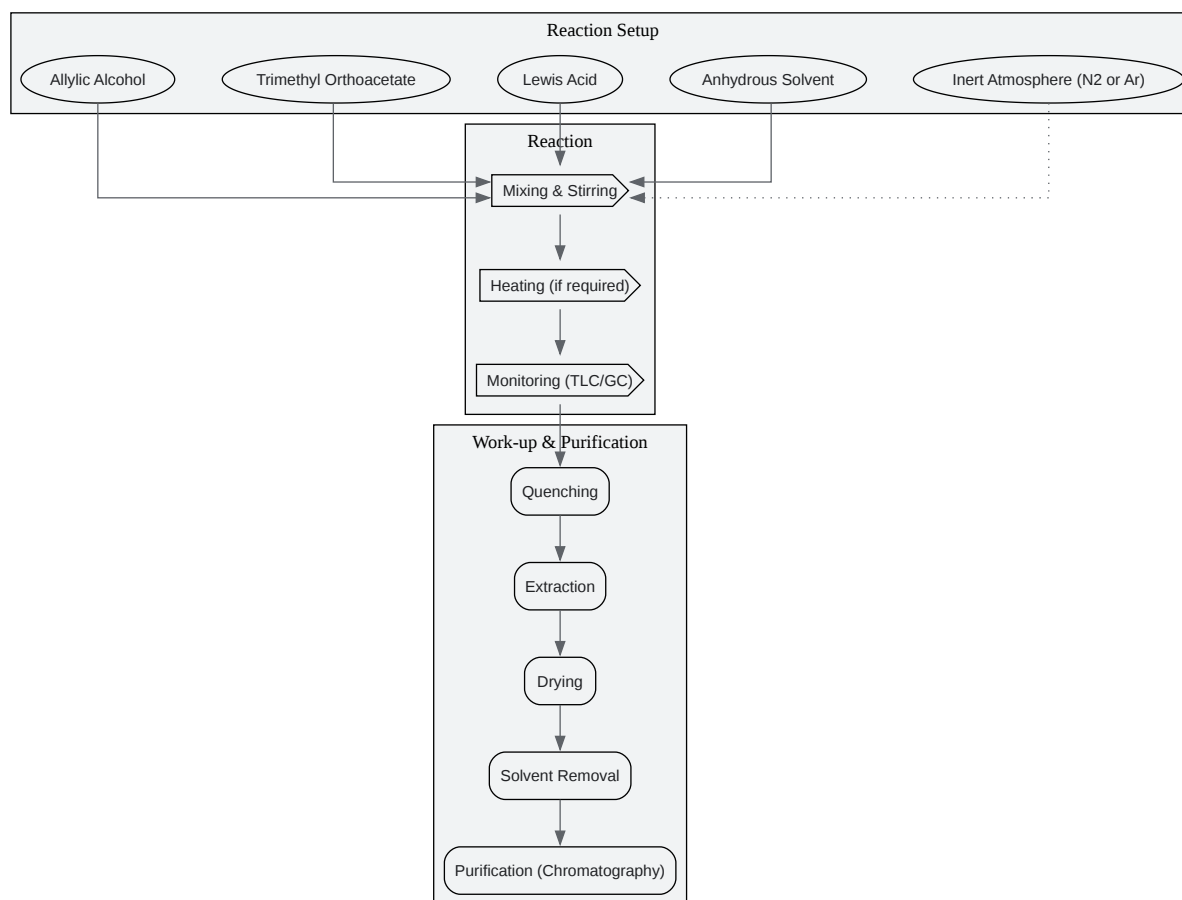 Reaction Setup
Allylic Alcohol
Trimethyl Orthoacetate
Lewis Acid
Anhydrous Solvent
Inert Atmosphere (N2 or Ar)
Reaction
Mixing & Stirring
Heating (if required)
Monitoring (TLC/GC)
Work-up & Purification
Quenching
Extraction
Drying
Solvent Removal
Purification (Chromatography)